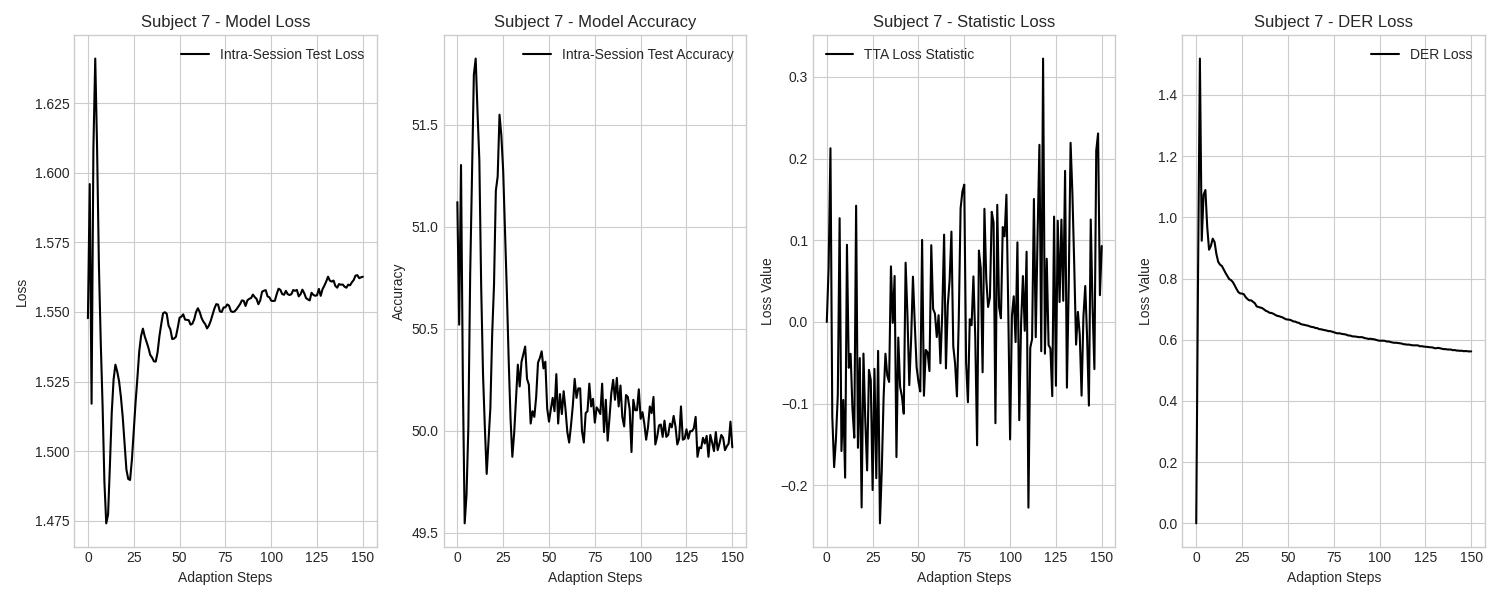 Subject 7 - Model Loss
Intra-Session Test Loss
1.625
1.600
1.575
1.550
1.525
1.500
1.475
Loss
0 25 50 75 100 125 150
Adaption Steps
Subject 7 - Model Accuracy
Intra-Session Test Accuracy
51.5
51.0
50.5
50.0
49.5
Accuracy
0 25 50 75 100 125 150
Adaption Steps
Subject 7 - Statistic Loss
TTA Loss Statistic
0.3
0.2
0.1
0.0
−0.1
−0.2
Loss Value
0 25 50 75 100 125 150
Adaption Steps
Subject 7 - DER Loss
DER Loss
1.4
1.2
1.0
0.8
0.6
0.4
0.2
0.0
Loss Value
0 25 50 75 100 125 150
Adaption Steps